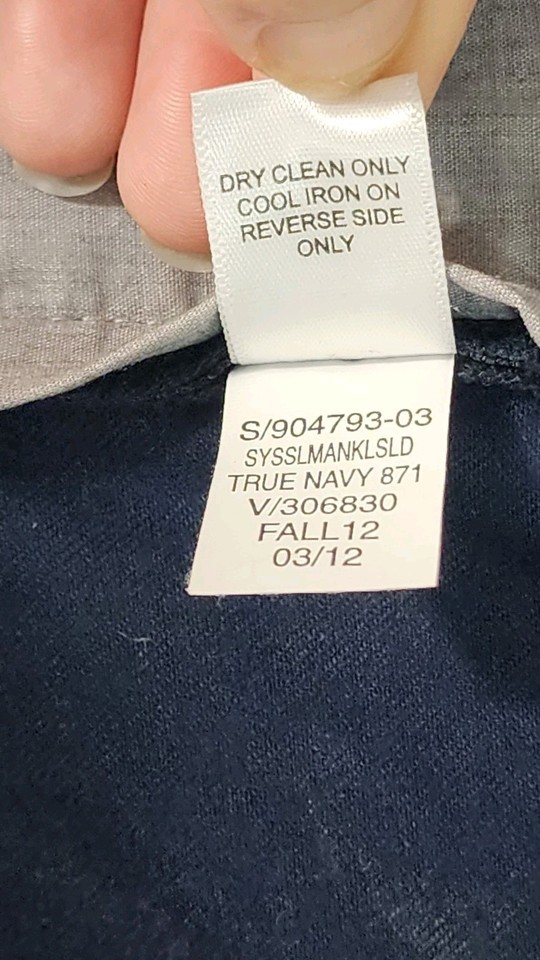 DRY CLEAN ONLY
COOL IRON ON
REVERSE SIDE
ONLY
S/904793-03
SYSSLMANKLSLD
TRUE NAVY 871
V/306830
FALL12
03/12